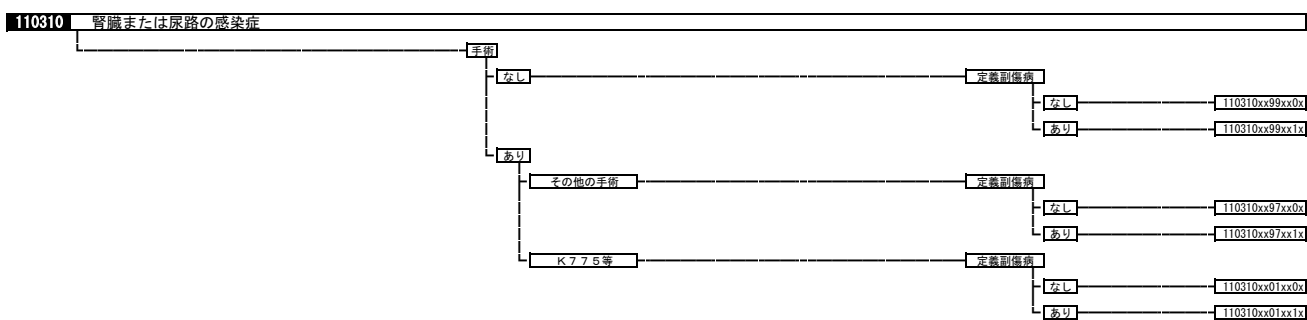 110310 腎臓または尿路の感染症
手術
なし 定義副傷病
なし 110310xx99xx0x
あり 110310xx99xx1x
あり
その他の手術 定義副傷病
なし 110310xx97xx0x
あり 110310xx97xx1x
K775等 定義副傷病
なし 110310xx01xx0x
あり 110310xx01xx1x